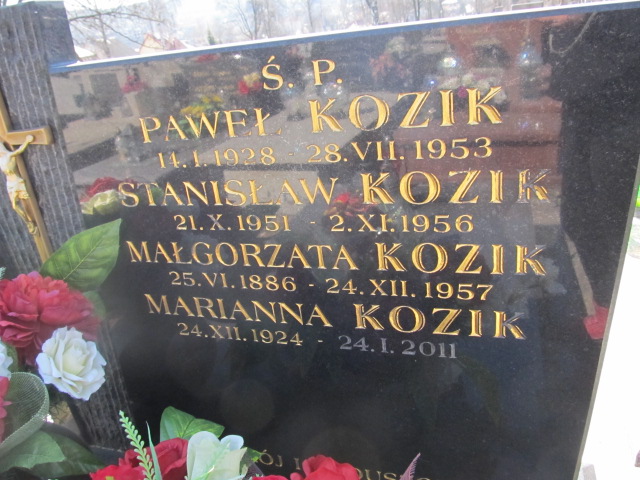 Ś. P.
PAWEŁ KOZIK
14.I.1928 - 28.VII.1953
STANISŁAW KOZIK
21.X.1951 - 2.XI.1956
MAŁGORZATA KOZIK
25.VI.1886 - 24.XII.1957
MARIANNA KOZIK
24.XII.1924 - 24.I.2011